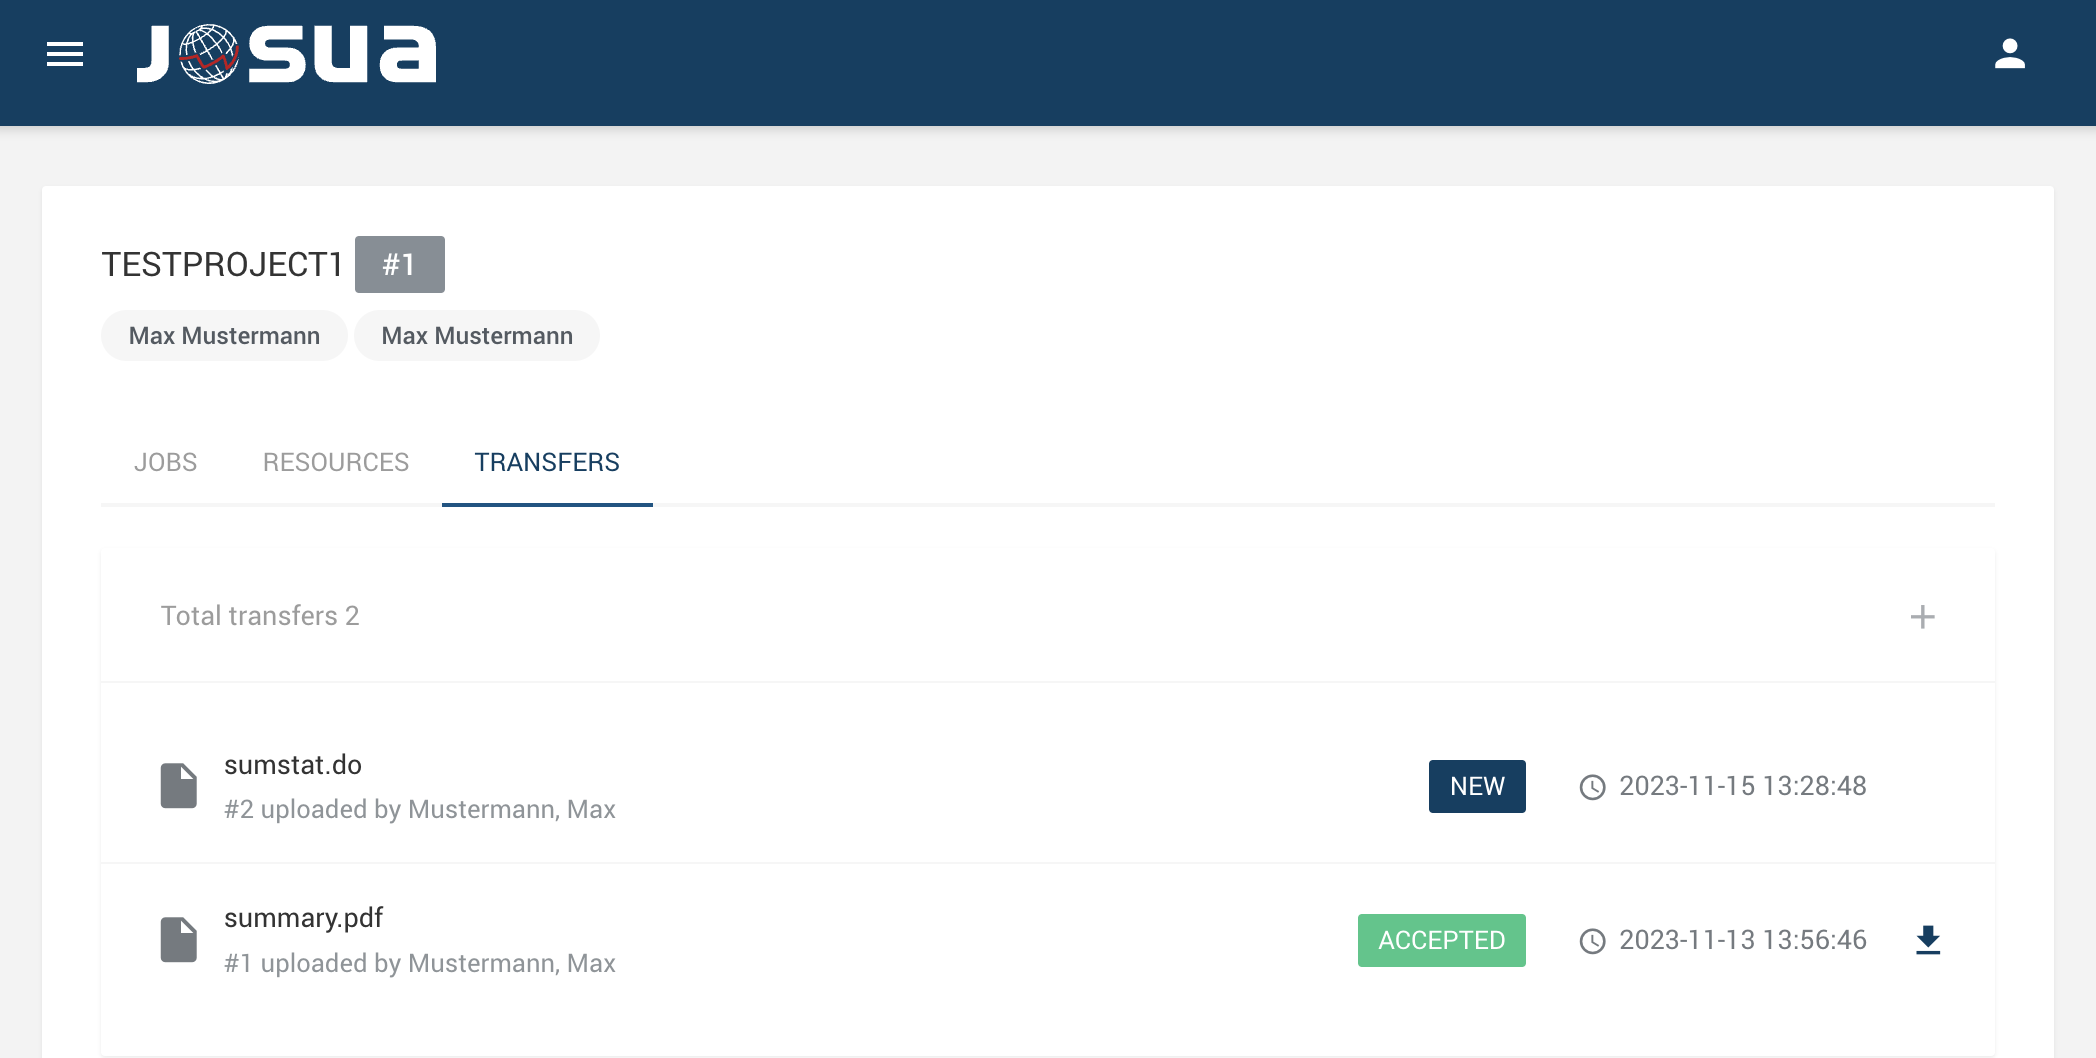 JOSUA
TESTPROJECT1 #1
Max Mustermann Max Mustermann
JOBS RESOURCES TRANSFERS
Total transfers 2
sumstat.do
#2 uploaded by Mustermann, Max
NEW 2023-11-15 13:28:48
summary.pdf
#1 uploaded by Mustermann, Max
ACCEPTED 2023-11-13 13:56:46